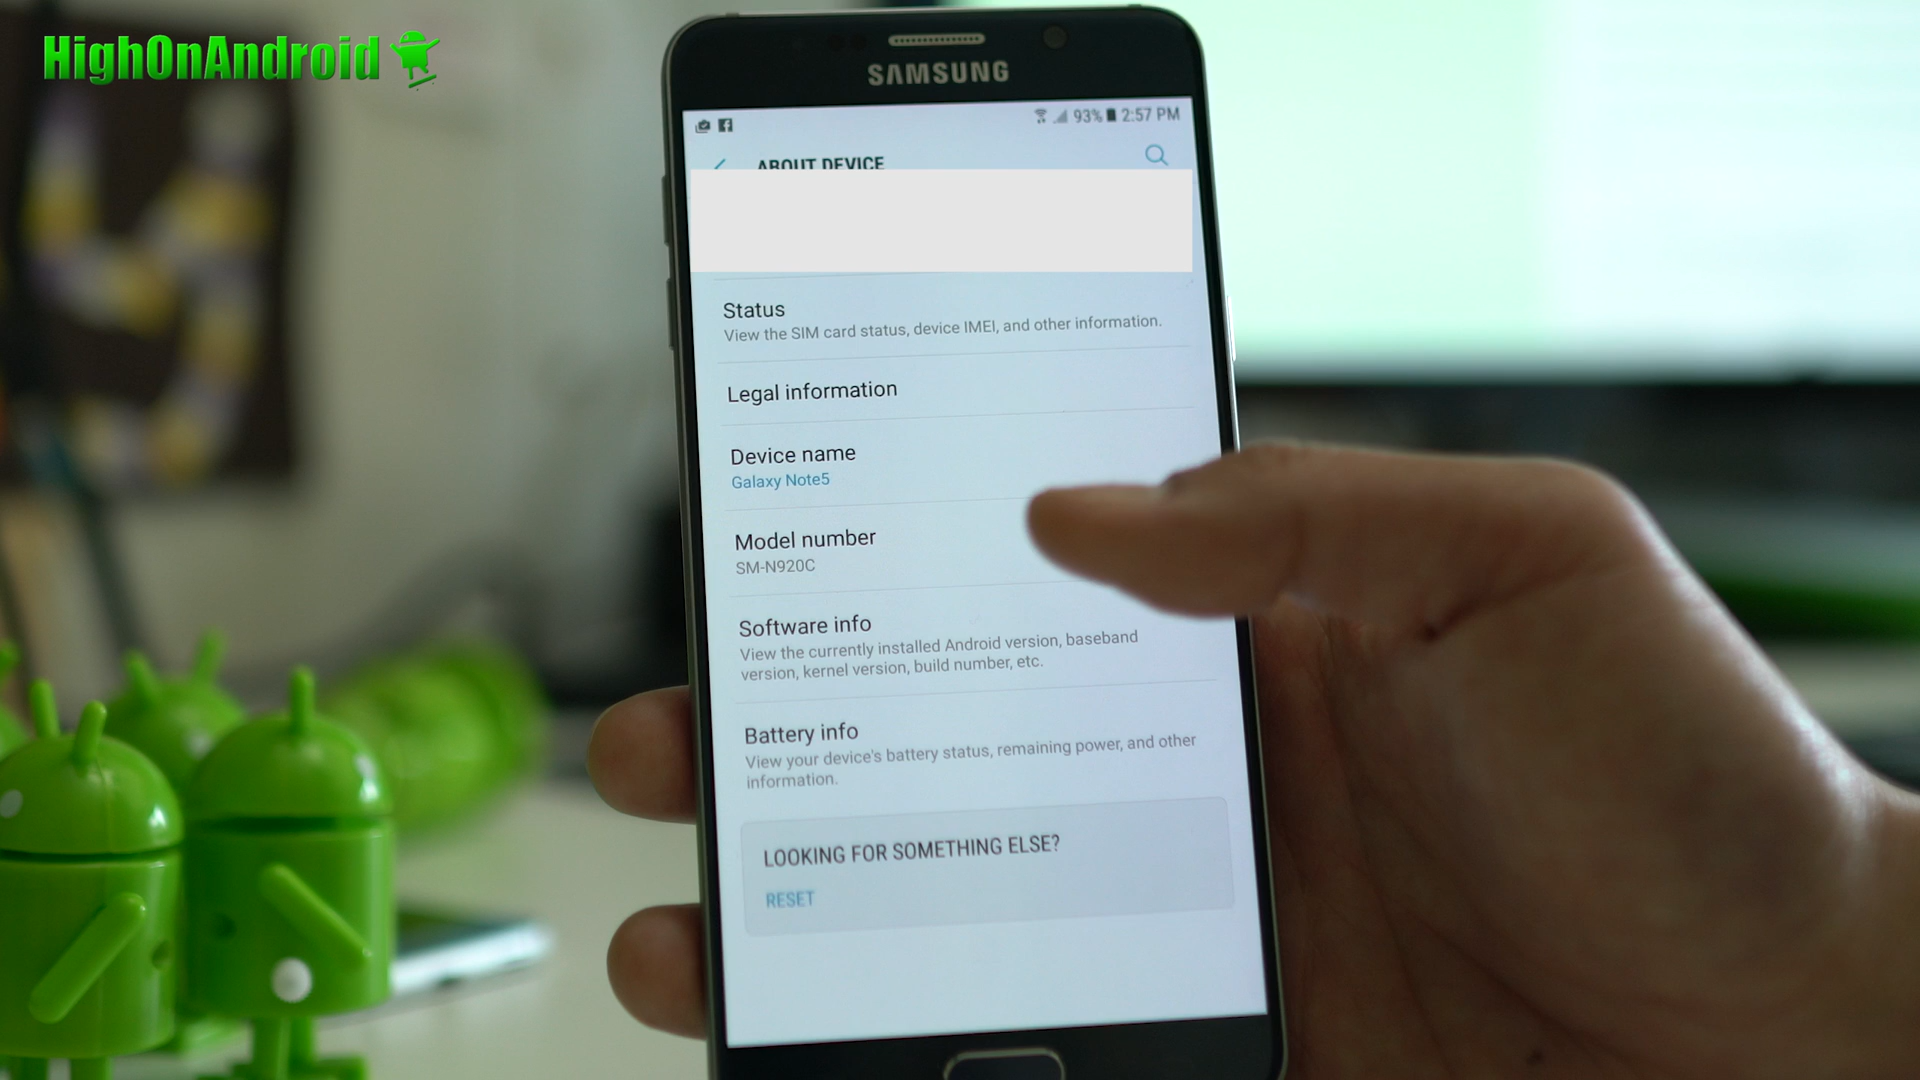 HighOnAndroid
SAMSUNG
93% 2:57 PM
ABOUT DEVICE
Status
View the SIM card status, device IMEI, and other information.
Legal information
Device name
Galaxy Note5
Model number
SM-N920C
Software info
View the currently installed Android version, baseband
version, kernel version, build number, etc.
Battery info
View your device's battery status, remaining power, and other
information.
LOOKING FOR SOMETHING ELSE?
RESET